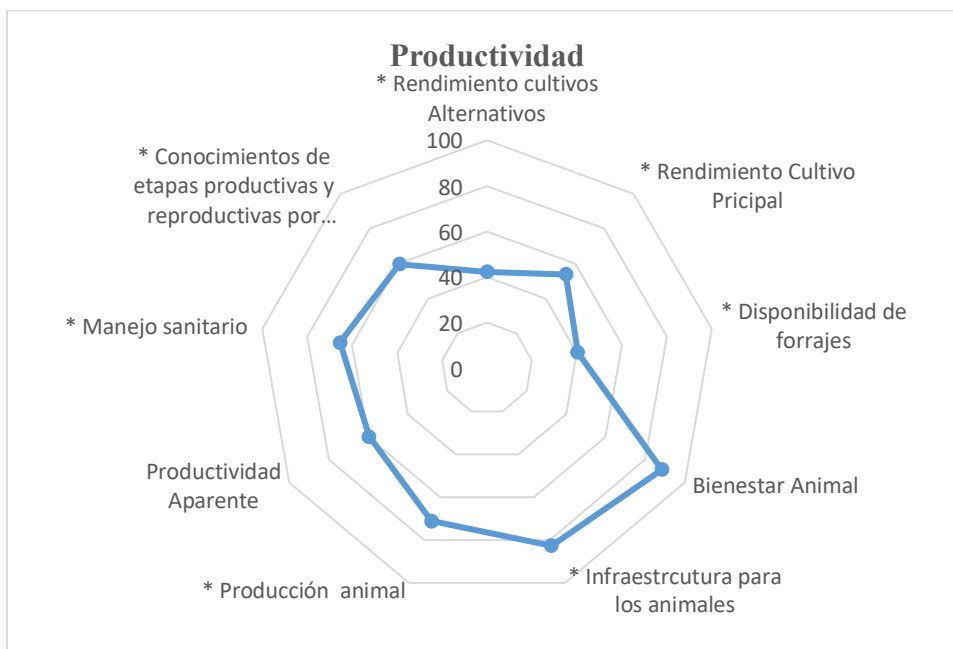 Productividad
* Rendimiento cultivos
Alternativos
* Rendimiento Cultivo
Pricipal
* Disponibilidad de
forrajes
Bienestar Animal
* Infraestrcutura para
los animales
* Producción  animal
Productividad
Aparente
* Manejo sanitario
* Conocimientos de
etapas productivas y
reproductivas por…
100
80
60
40
20
0